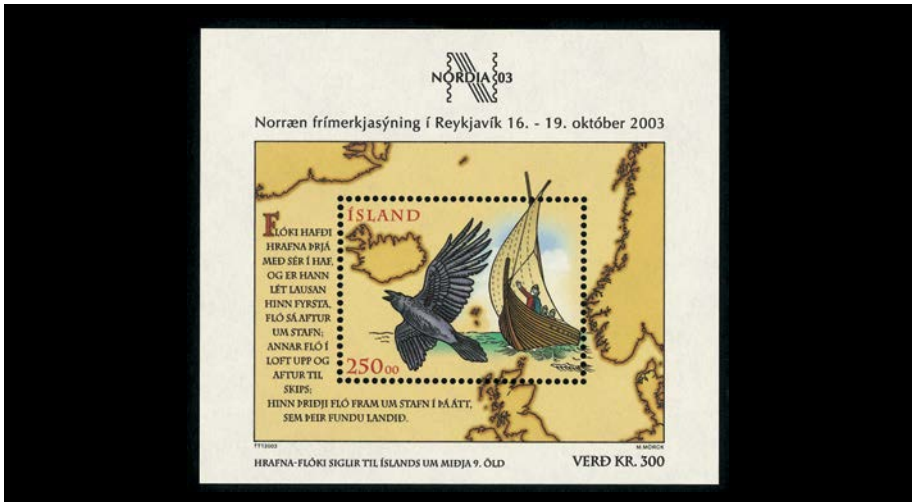 NORDIA 03
Norræn frímerkjasýning í Reykjavík 16. - 19. október 2003
ÍSLAND
FLÓKI HAFÐI
HRAFNA ÞRJÁ
MEÐ SÉR Í HAF,
OG ER HANN
LÉT LAUSAN
HINN FYRSTA,
FLÓ SÁ AFTUR
UM STAFN;
ANNAR FLÓ Í
LOFT UPP OG
AFTUR TIL
SKIPS;
HINN ÞRIÐJI FLÓ FRAM UM STAFN Í ÞÁ ÁTT,
SEM ÞEIR FUNDU LANDIÐ.
25000
TT12003
M.MÖRCK
HRAFNA-FLÓKI SIGLIR TIL ÍSLANDS UM MIÐJA 9. ÖLD
VERÐ KR. 300